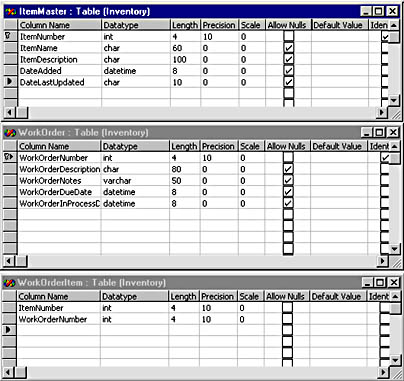 ItemMaster : Table (Inventory)
Column Name Datatype Length Precision Scale Allow Nulls Default Value Iden
ItemNumber int 4 10 0
ItemName char 60 0 0
ItemDescription char 100 0 0
DateAdded datetime 8 0 0
DateLastUpdated char 10 0 0
WorkOrder : Table (Inventory)
Column Name Datatype Length Precision Scale Allow Nulls Default Value Identi
WorkOrderNumber int 4 10 0
WorkOrderDescription char 80 0 0
WorkOrderNotes varchar 50 0 0
WorkOrderDueDate datetime 8 0 0
WorkOrderInProcessD datetime 8 0 0
WorkOrderItem : Table (Inventory)
Column Name Datatype Length Precision Scale Allow Nulls Default Value Ident
ItemNumber int 4 10 0
WorkOrderNumber int 4 10 0